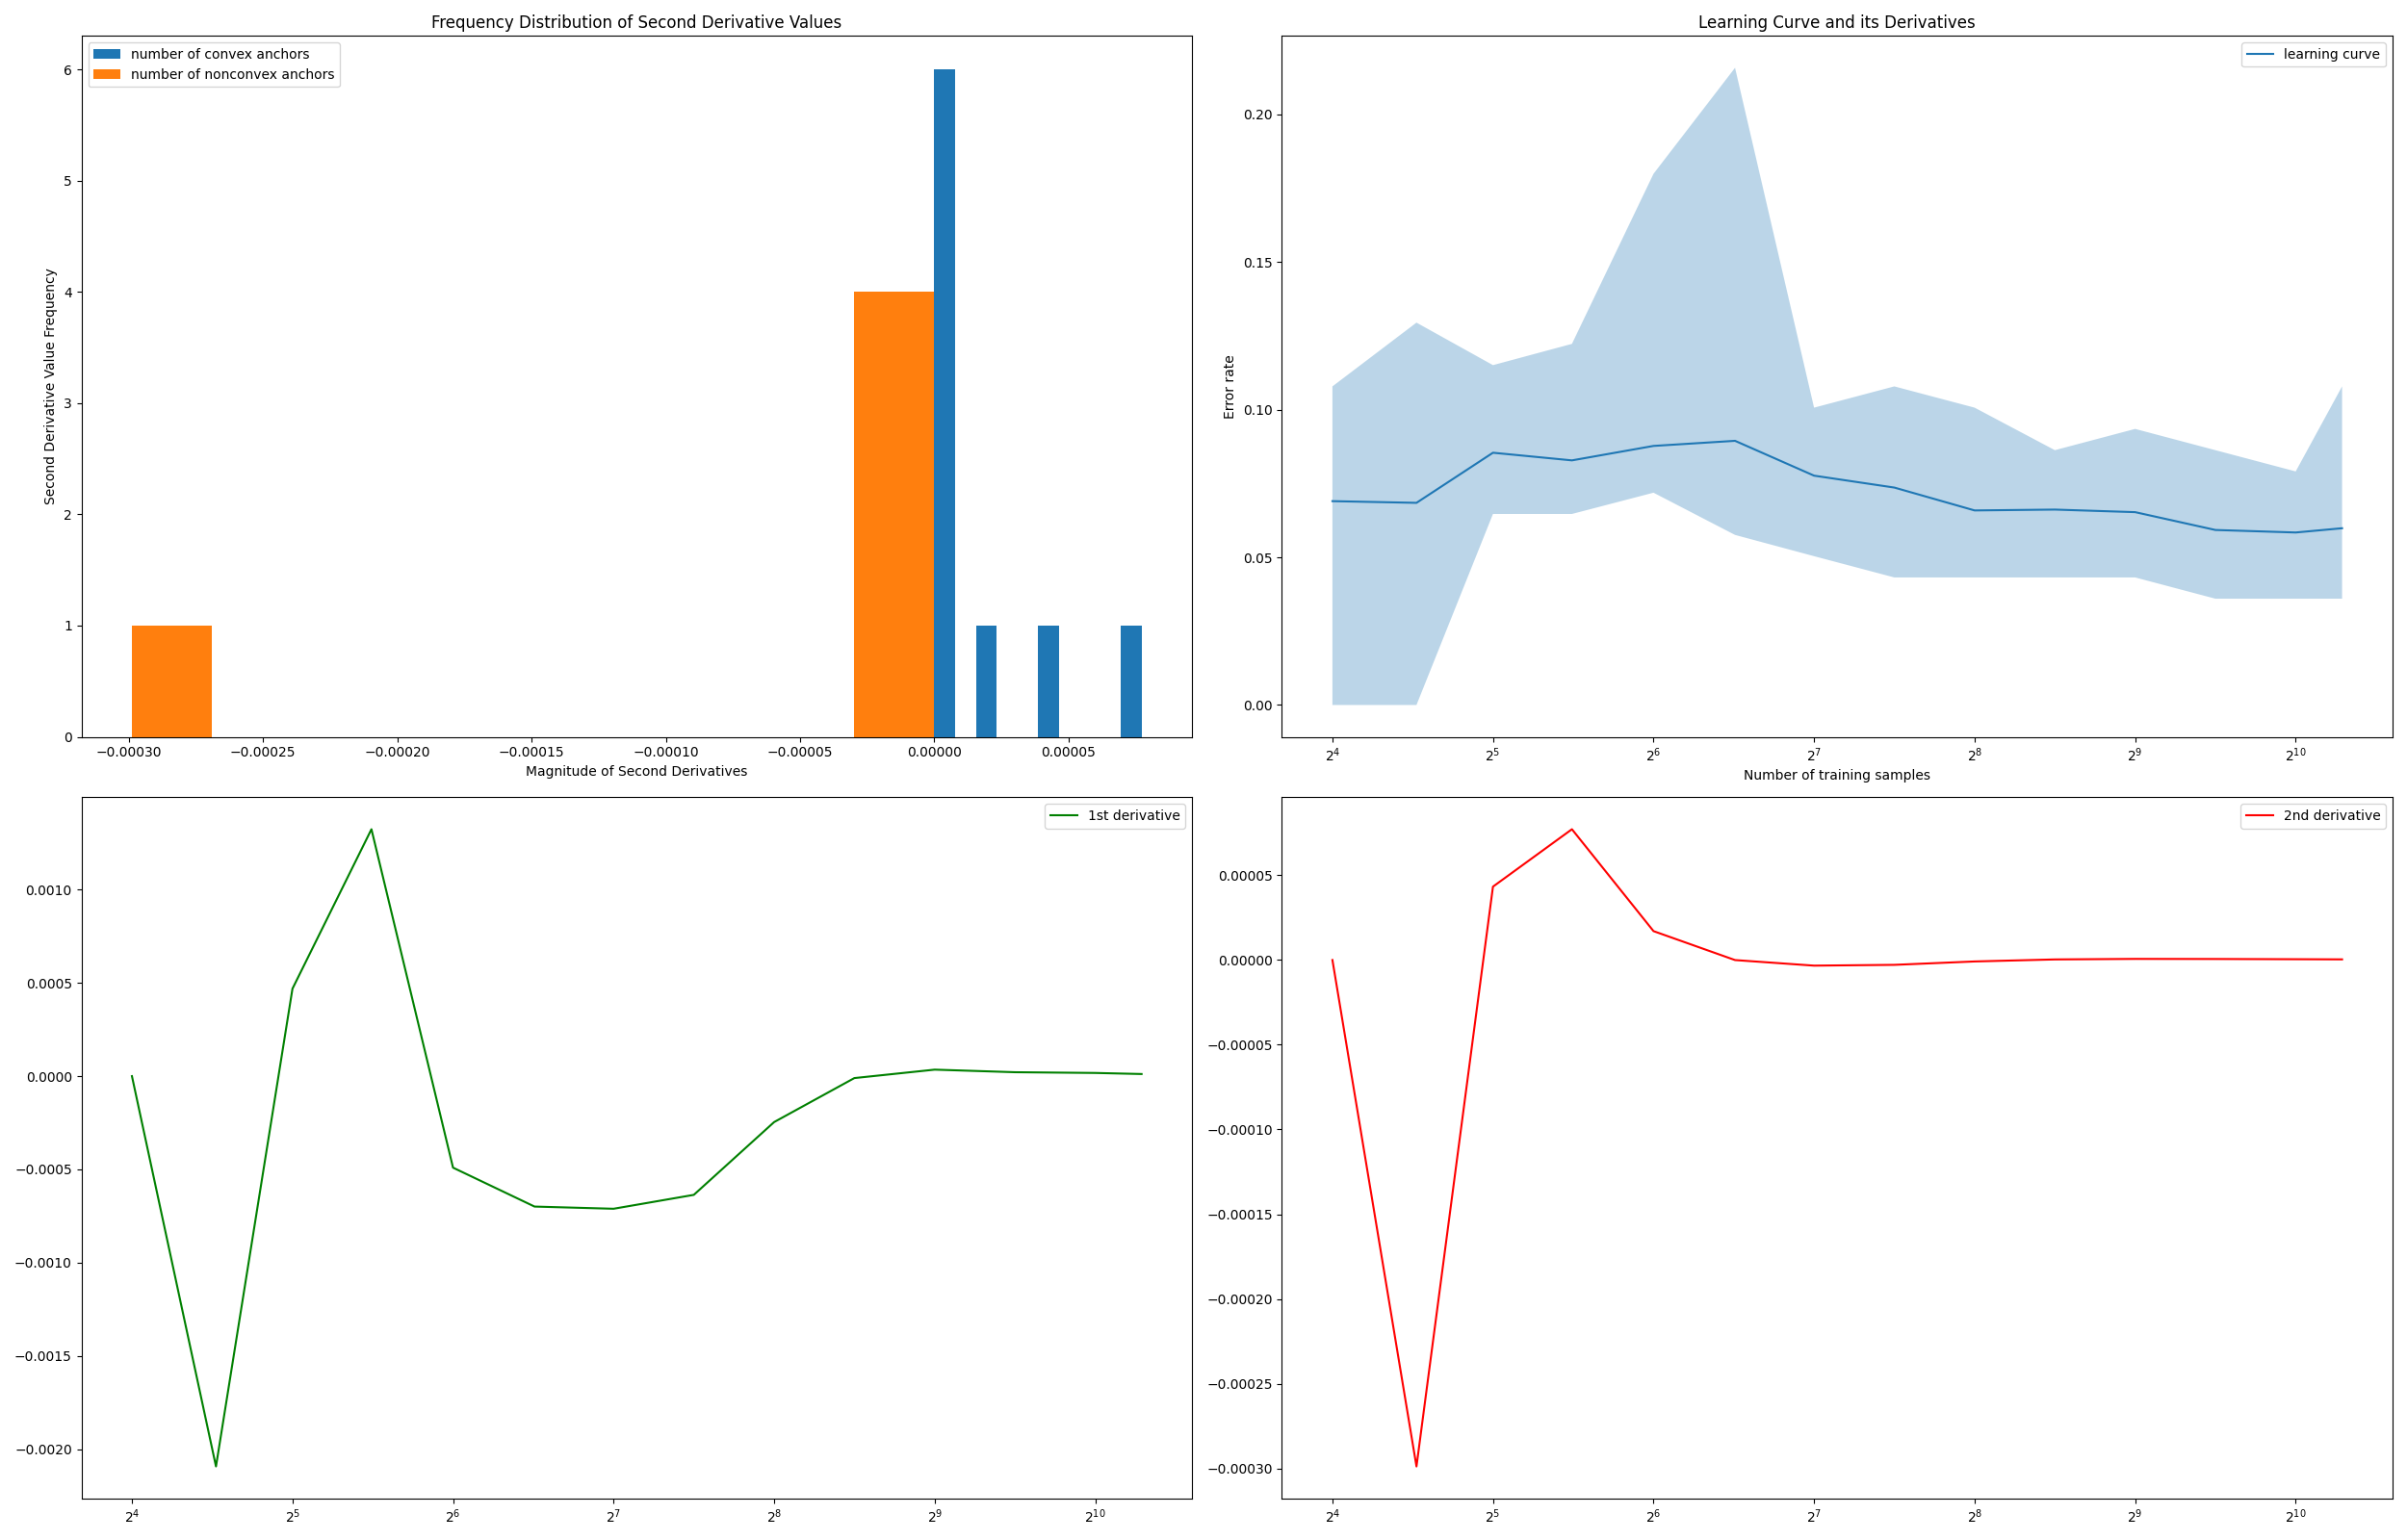 Frequency Distribution of Second Derivative Values
number of convex anchors
number of nonconvex anchors
Second Derivative Value Frequency
6
5
4
3
2
1
0
−0.00030 −0.00025 −0.00020 −0.00015 −0.00010 −0.00005 0.00000 0.00005
Magnitude of Second Derivatives
Learning Curve and its Derivatives
learning curve
Error rate
0.20
0.15
0.10
0.05
0.00
2⁴ 2⁵ 2⁶ 2⁷ 2⁸ 2⁹ 2¹⁰
Number of training samples
1st derivative
0.0010
0.0005
0.0000
−0.0005
−0.0010
−0.0015
−0.0020
2⁴ 2⁵ 2⁶ 2⁷ 2⁸ 2⁹ 2¹⁰
2nd derivative
0.00005
0.00000
−0.00005
−0.00010
−0.00015
−0.00020
−0.00025
−0.00030
2⁴ 2⁵ 2⁶ 2⁷ 2⁸ 2⁹ 2¹⁰